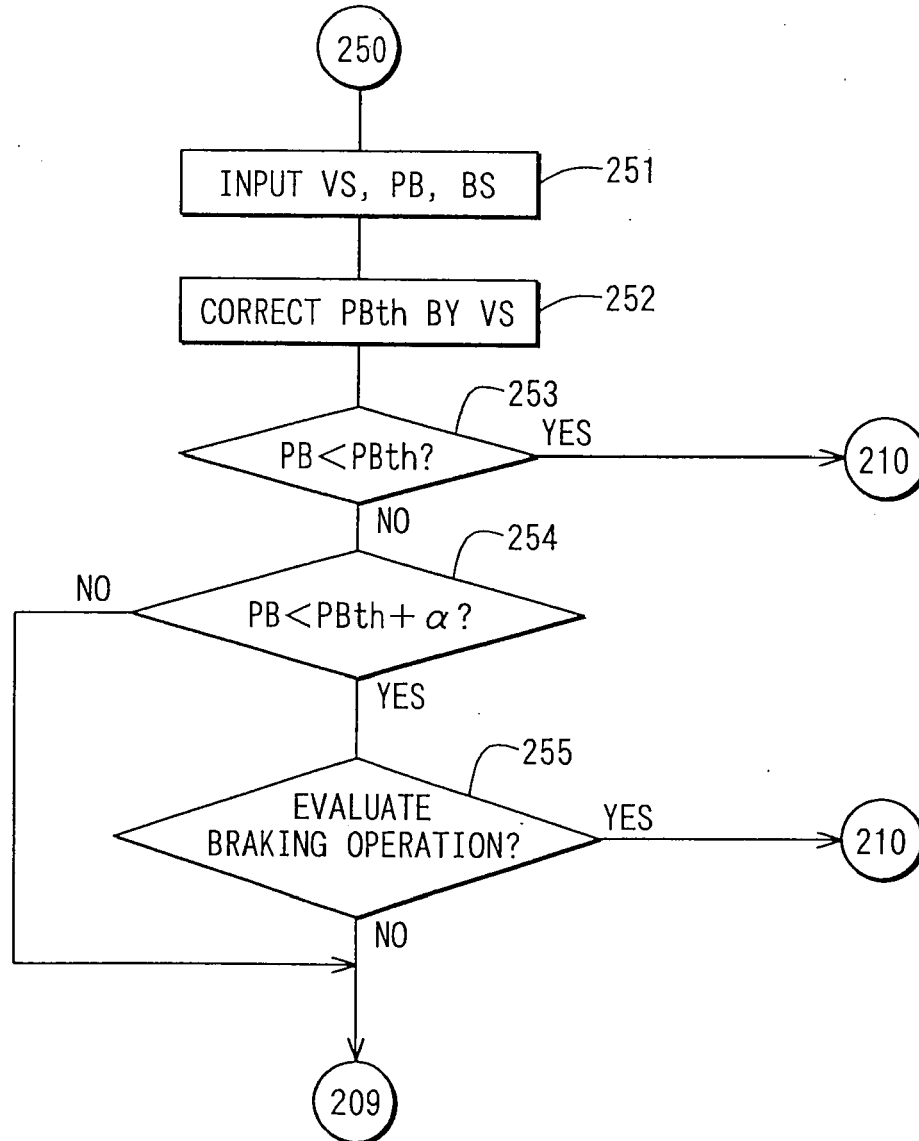 250
INPUT VS, PB, BS
251
CORRECT PBth BY VS
252
253
PB<PBth?
YES
210
NO
254
NO
PB<PBth+α?
YES
255
EVALUATE
BRAKING OPERATION?
YES
210
NO
209